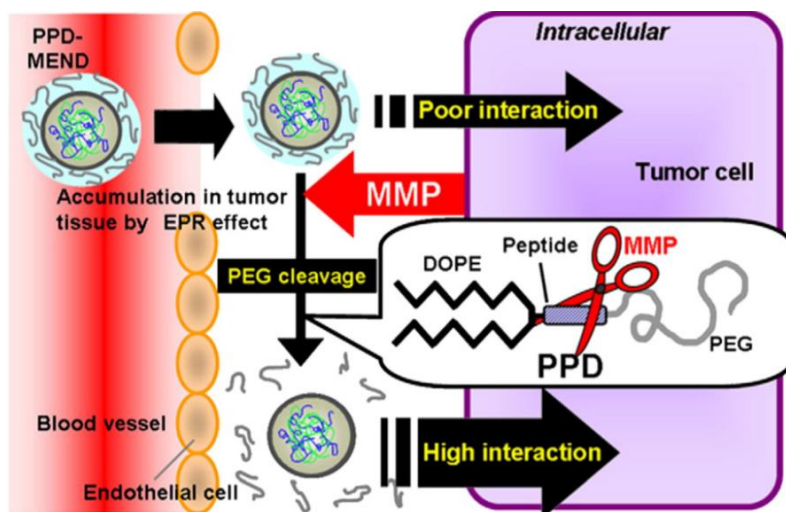 PPD-
MEND
Intracellular
Poor interaction
Tumor cell
Accumulation in tumor
tissue by EPR effect
MMP
PEG cleavage
DOPE
Peptide
MMP
PEG
PPD
Blood vessel
Endothelial cell
High interaction